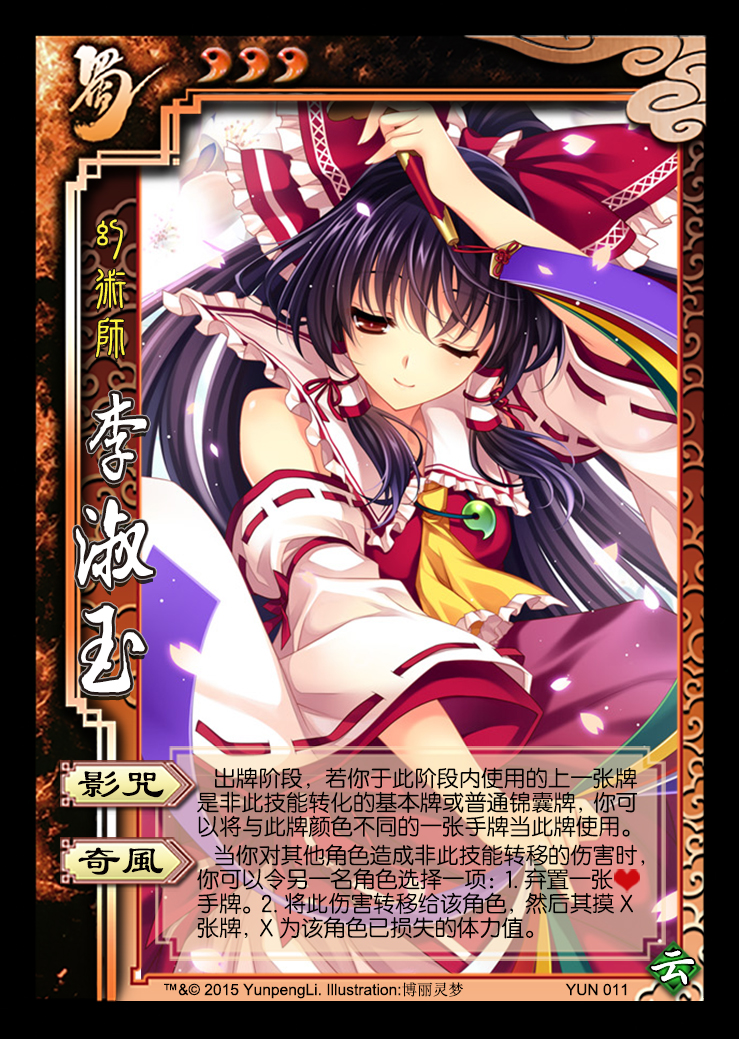 蜀
幻術師
李淑玉
影咒
出牌阶段，若你于此阶段内使用的上一张牌
是非此技能转化的基本牌或普通锦囊牌，你可
以将与此牌颜色不同的一张手牌当此牌使用。
奇風
当你对其他角色造成非此技能转移的伤害时，
你可以令另一名角色选择一项：1. 弃置一张❤
手牌。2. 将此伤害转移给该角色，然后其摸 X
张牌，X 为该角色已损失的体力值。
云
™&© 2015 YunpengLi. Illustration:博丽灵梦
YUN 011